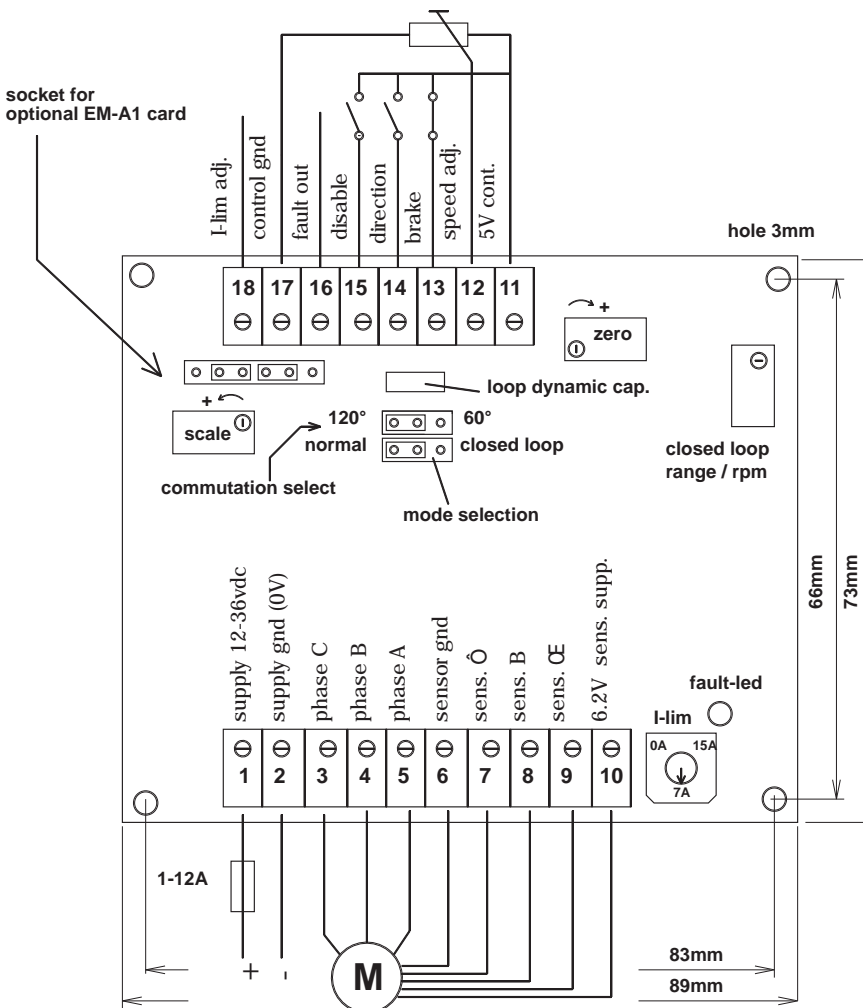 socket for
optional EM-A1 card
I-lim adj.
control gnd
fault out
disable
direction
brake
speed adj.
5V cont.
hole 3mm
18 17 16 15 14 13 12 11
+
zero
loop dynamic cap.
+
scale
120° 60°
normal closed loop
commutation select
mode selection
closed loop
range / rpm
66mm
73mm
supply 12-36vdc
supply gnd (0V)
phase C
phase B
phase A
sensor gnd
sens. Ô
sens. B
sens. Œ
6.2V sens. supp.
fault-led
I-lim
0A 15A
7A
1 2 3 4 5 6 7 8 9 10
1-12A
+ -
M
83mm
89mm